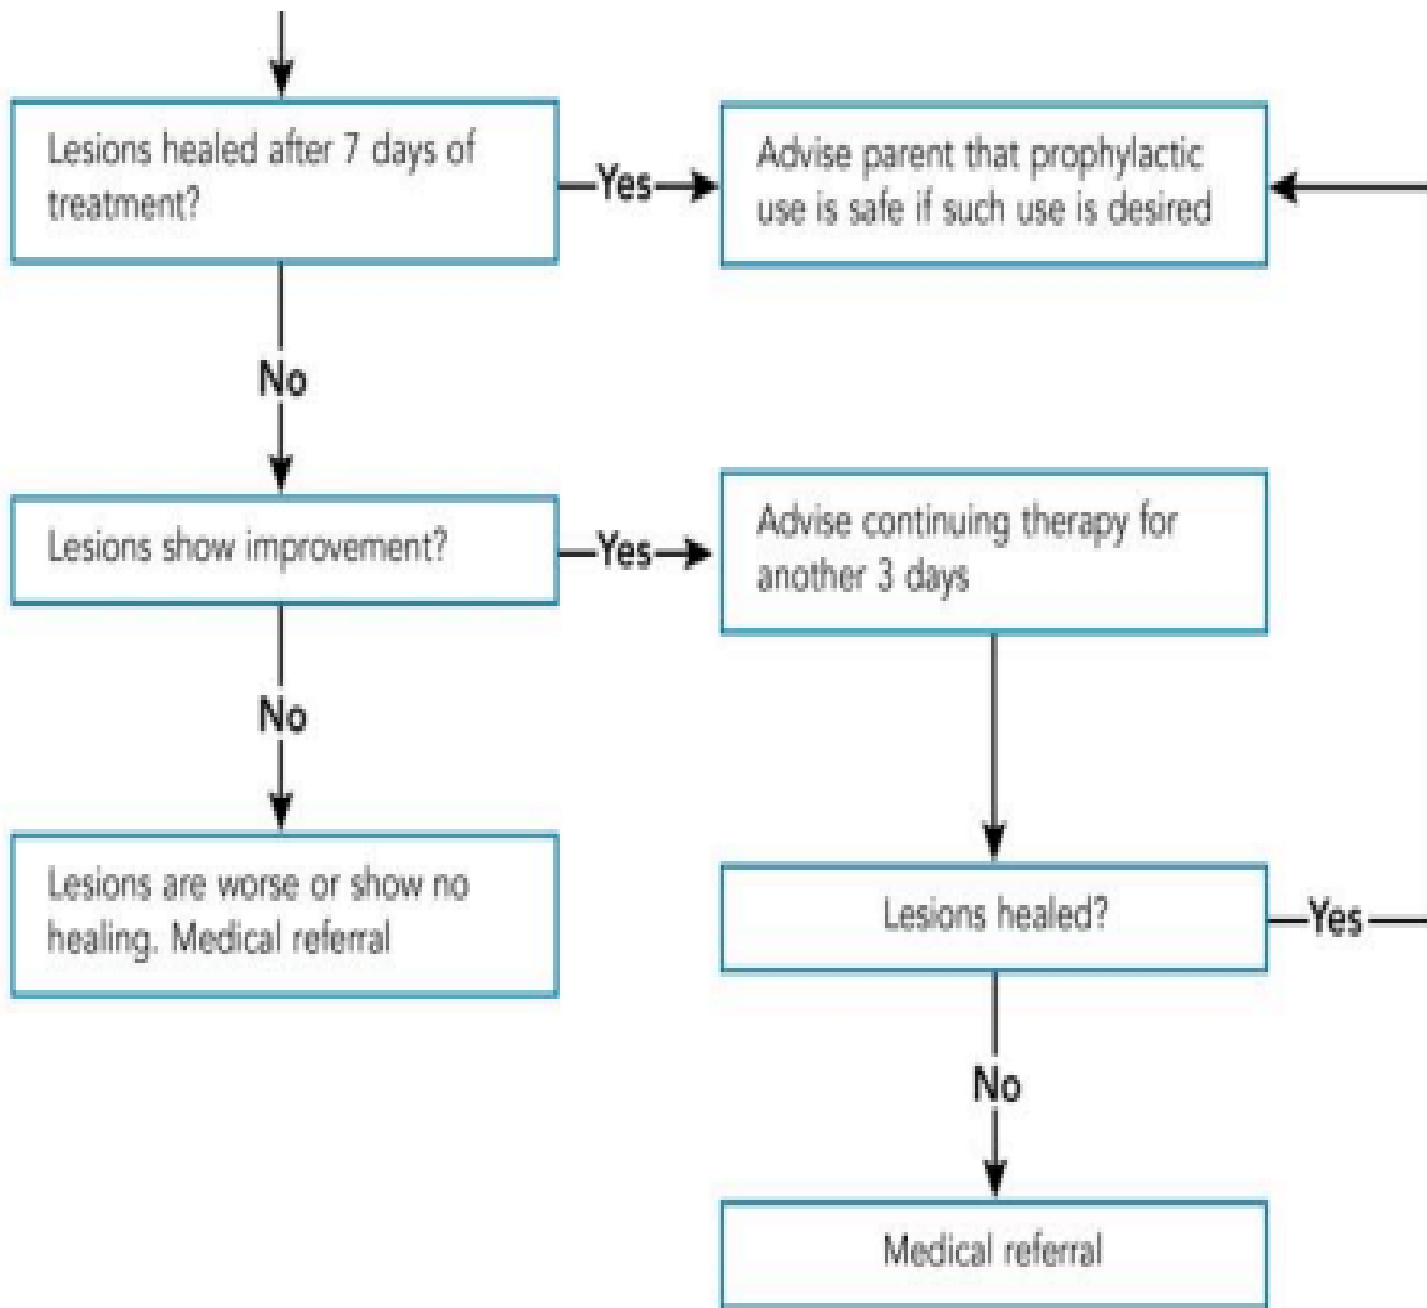 Lesions healed after 7 days of
treatment?
Yes
Advise parent that prophylactic
use is safe if such use is desired
No
Lesions show improvement?
Yes
Advise continuing therapy for
another 3 days
No
Lesions are worse or show no
healing. Medical referral
Lesions healed?
Yes
No
Medical referral